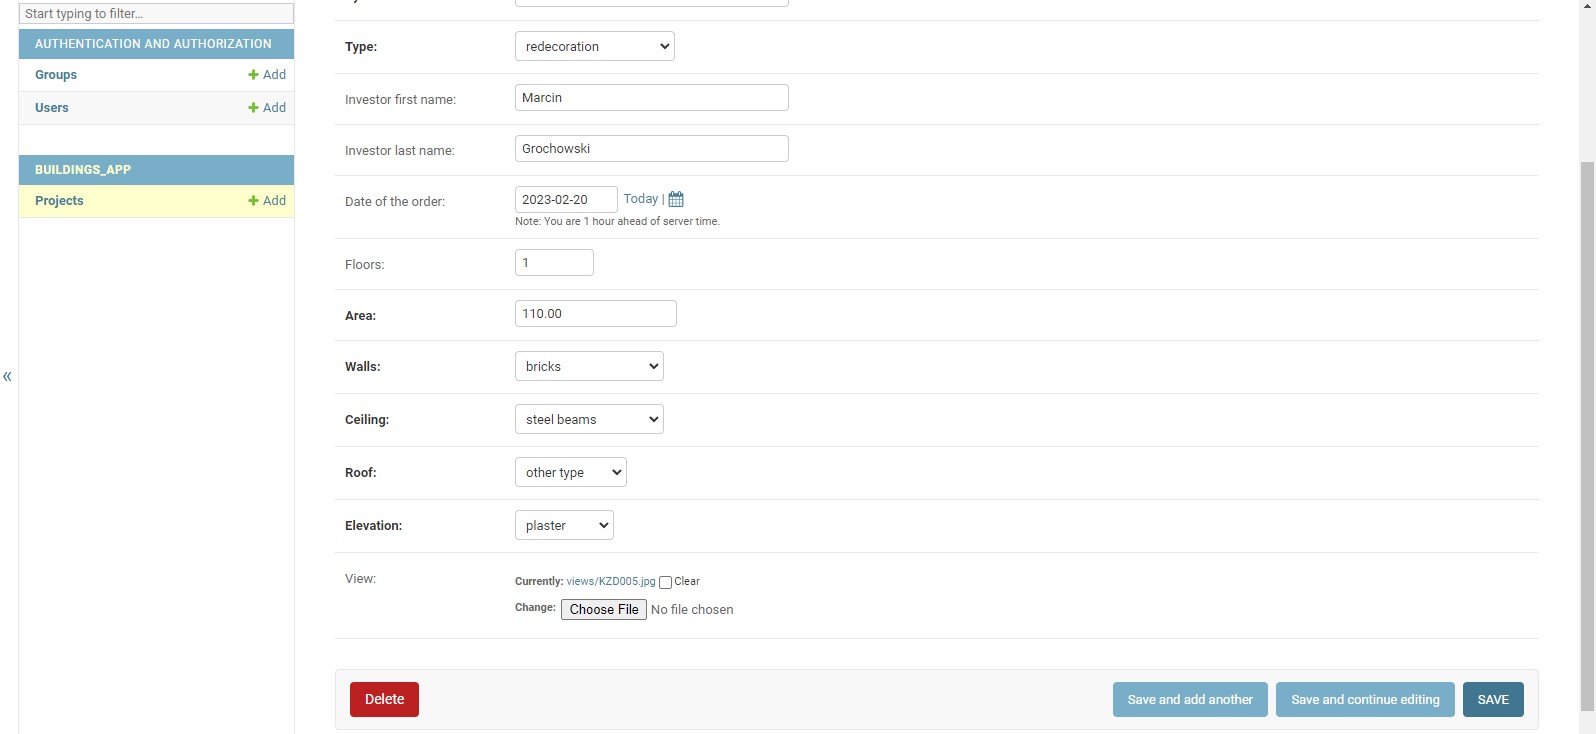 Start typing to filter...
AUTHENTICATION AND AUTHORIZATION
Groups + Add
Users + Add
BUILDINGS_APP
Projects + Add
«
Type: redecoration
Investor first name: Marcin
Investor last name: Grochowski
Date of the order: 2023-02-20 Today |
Note: You are 1 hour ahead of server time.
Floors: 1
Area: 110.00
Walls: bricks
Ceiling: steel beams
Roof: other type
Elevation: plaster
View: Currently: views/KZD005.jpg Clear
Change: Choose File No file chosen
Delete Save and add another Save and continue editing SAVE